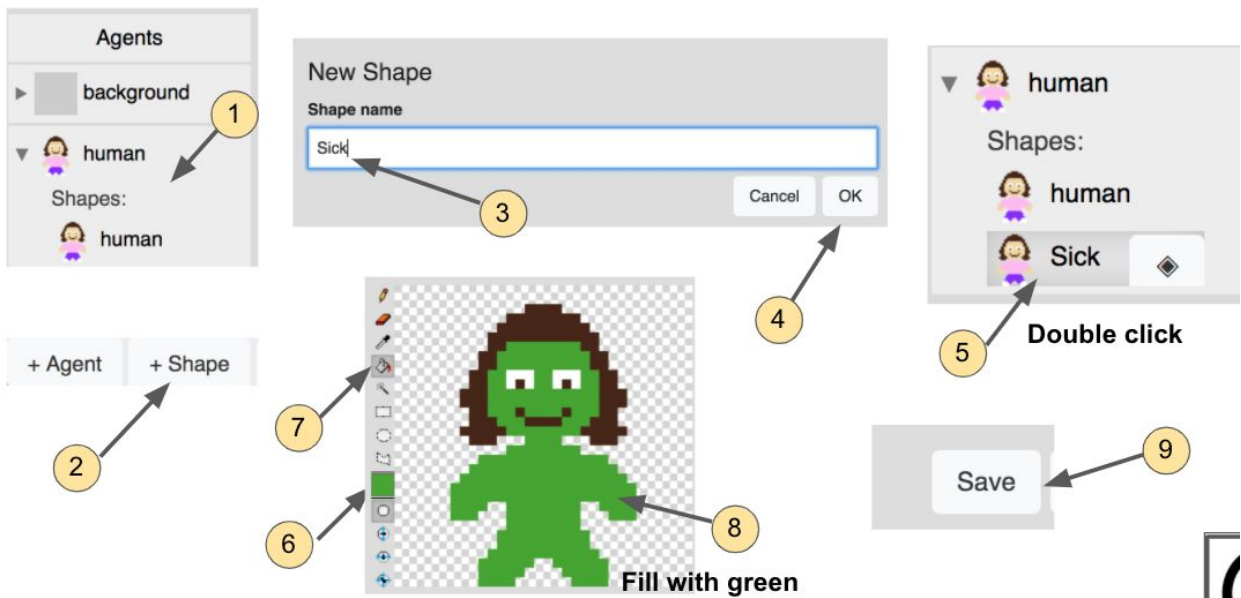 Agents
background
1
human
Shapes:
human
+ Agent
+ Shape
2
New Shape
Shape name
Sick
Cancel
OK
3
4
human
Shapes:
human
Sick
5
Double click
7
6
8
Fill with green
Save
9